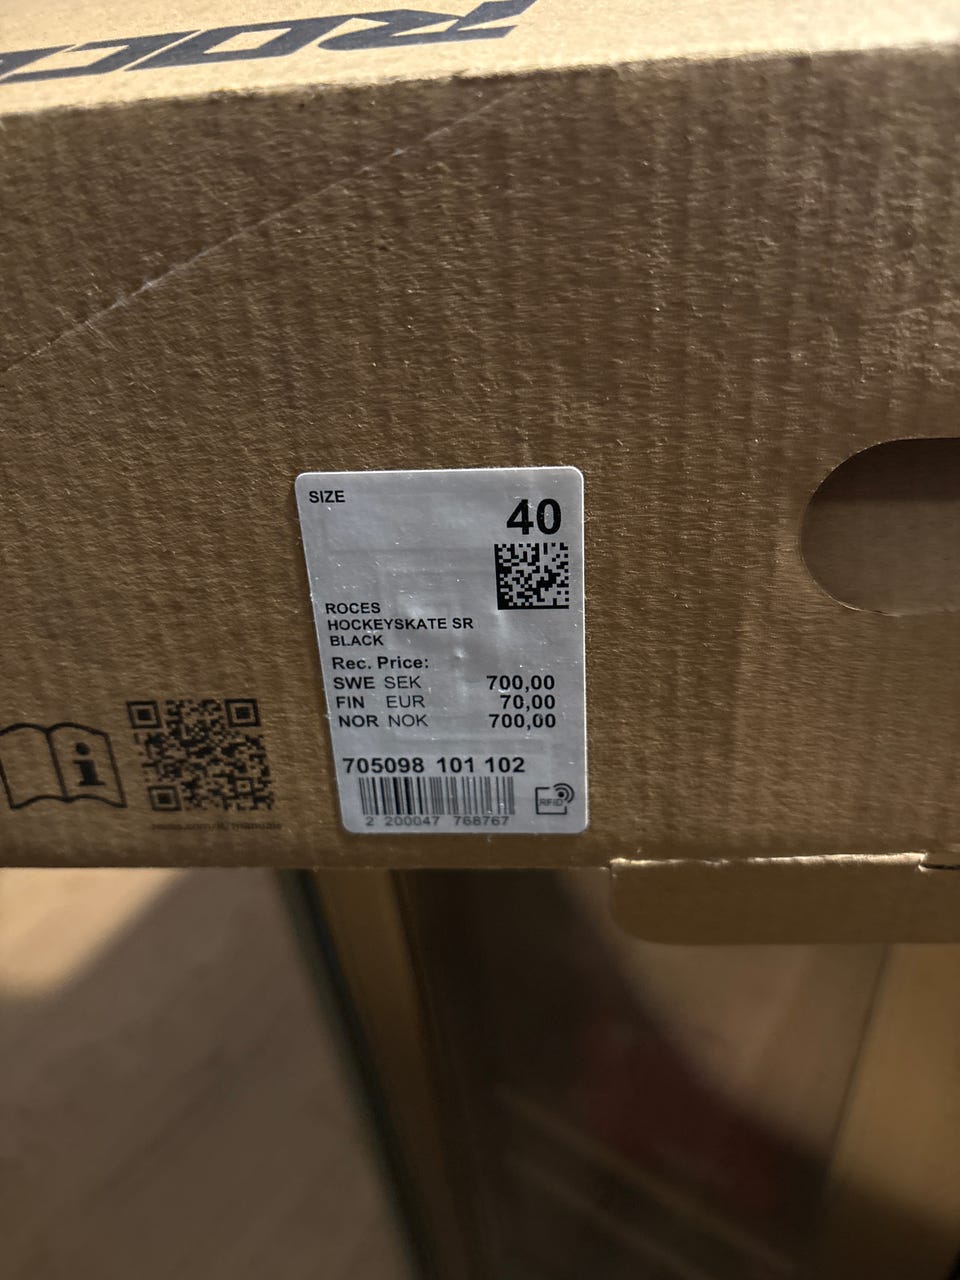 ROCES
SIZE
40
ROCES
HOCKEYSKATE SR
BLACK
Rec. Price:
SWE SEK 700,00
FIN EUR 70,00
NOR NOK 700,00
705098 101 102
RFID
2 200047 768767